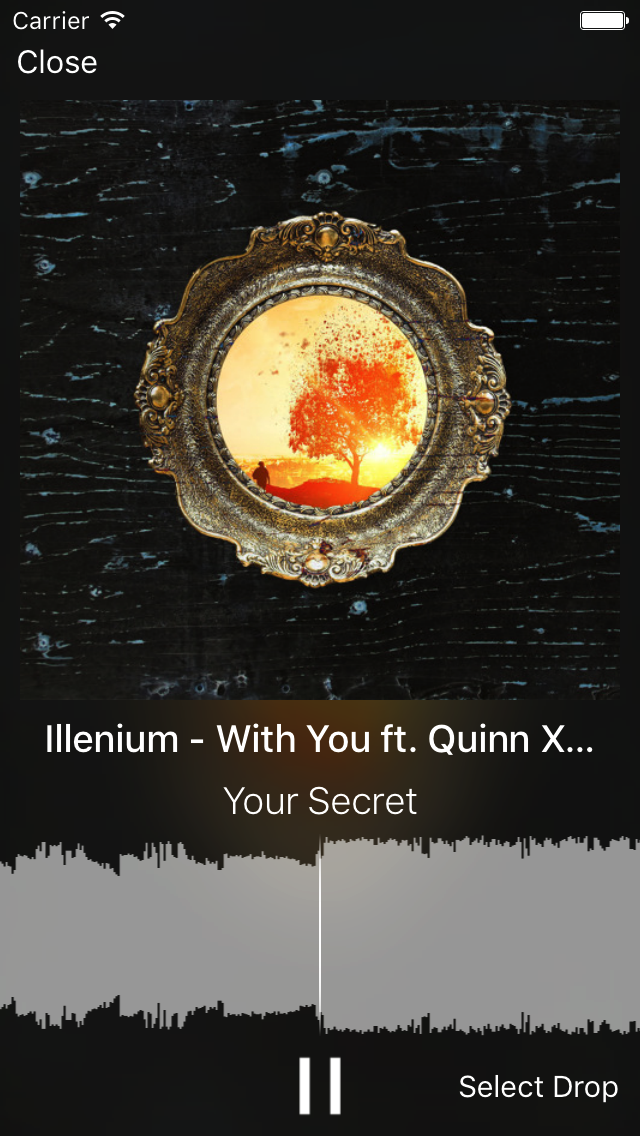 Carrier
Close
Illenium - With You ft. Quinn X...
Your Secret
Select Drop